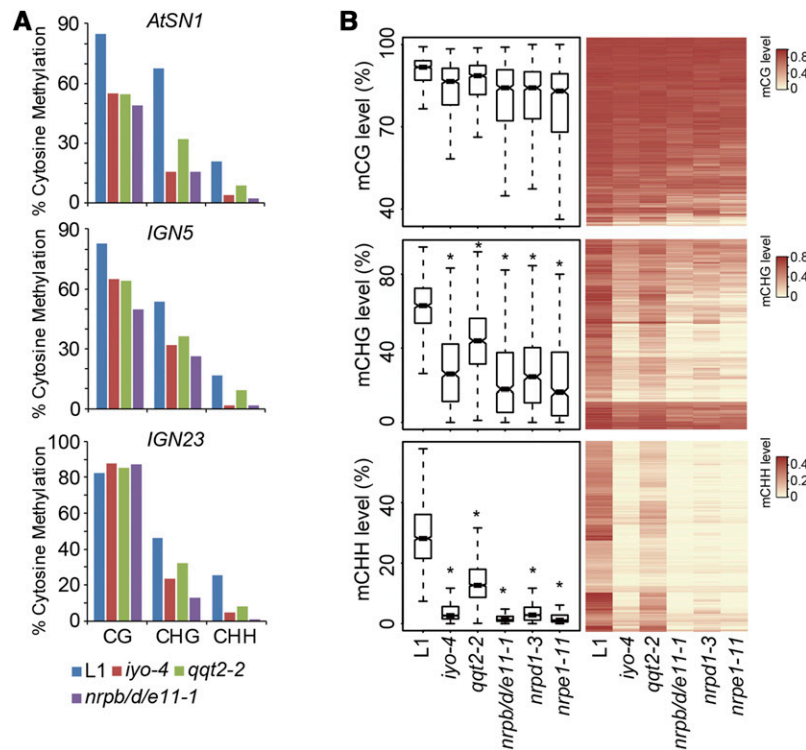 A
AtSN1
% Cytosine Methylation
90
60
30
0
IGN5
% Cytosine Methylation
90
60
30
0
IGN23
% Cytosine Methylation
100
80
60
40
20
0
CG CHG CHH
L1 iyo-4 qqt2-2
nrpb/d/e11-1
B
mCG level (%)
100
70
40
mCG level
0.8
0
mCHG level (%)
80
40
0
* * * * *
mCHG level
0.8
0
mCHH level (%)
40
20
0
* * * * *
mCHH level
0.4
0.2
0
L1 iyo-4 qqt2-2 nrpb/d/e11-1 nrpd1-3 nrpe1-11
L1 iyo-4 qqt2-2 nrpb/d/e11-1 nrpd1-3 nrpe1-11